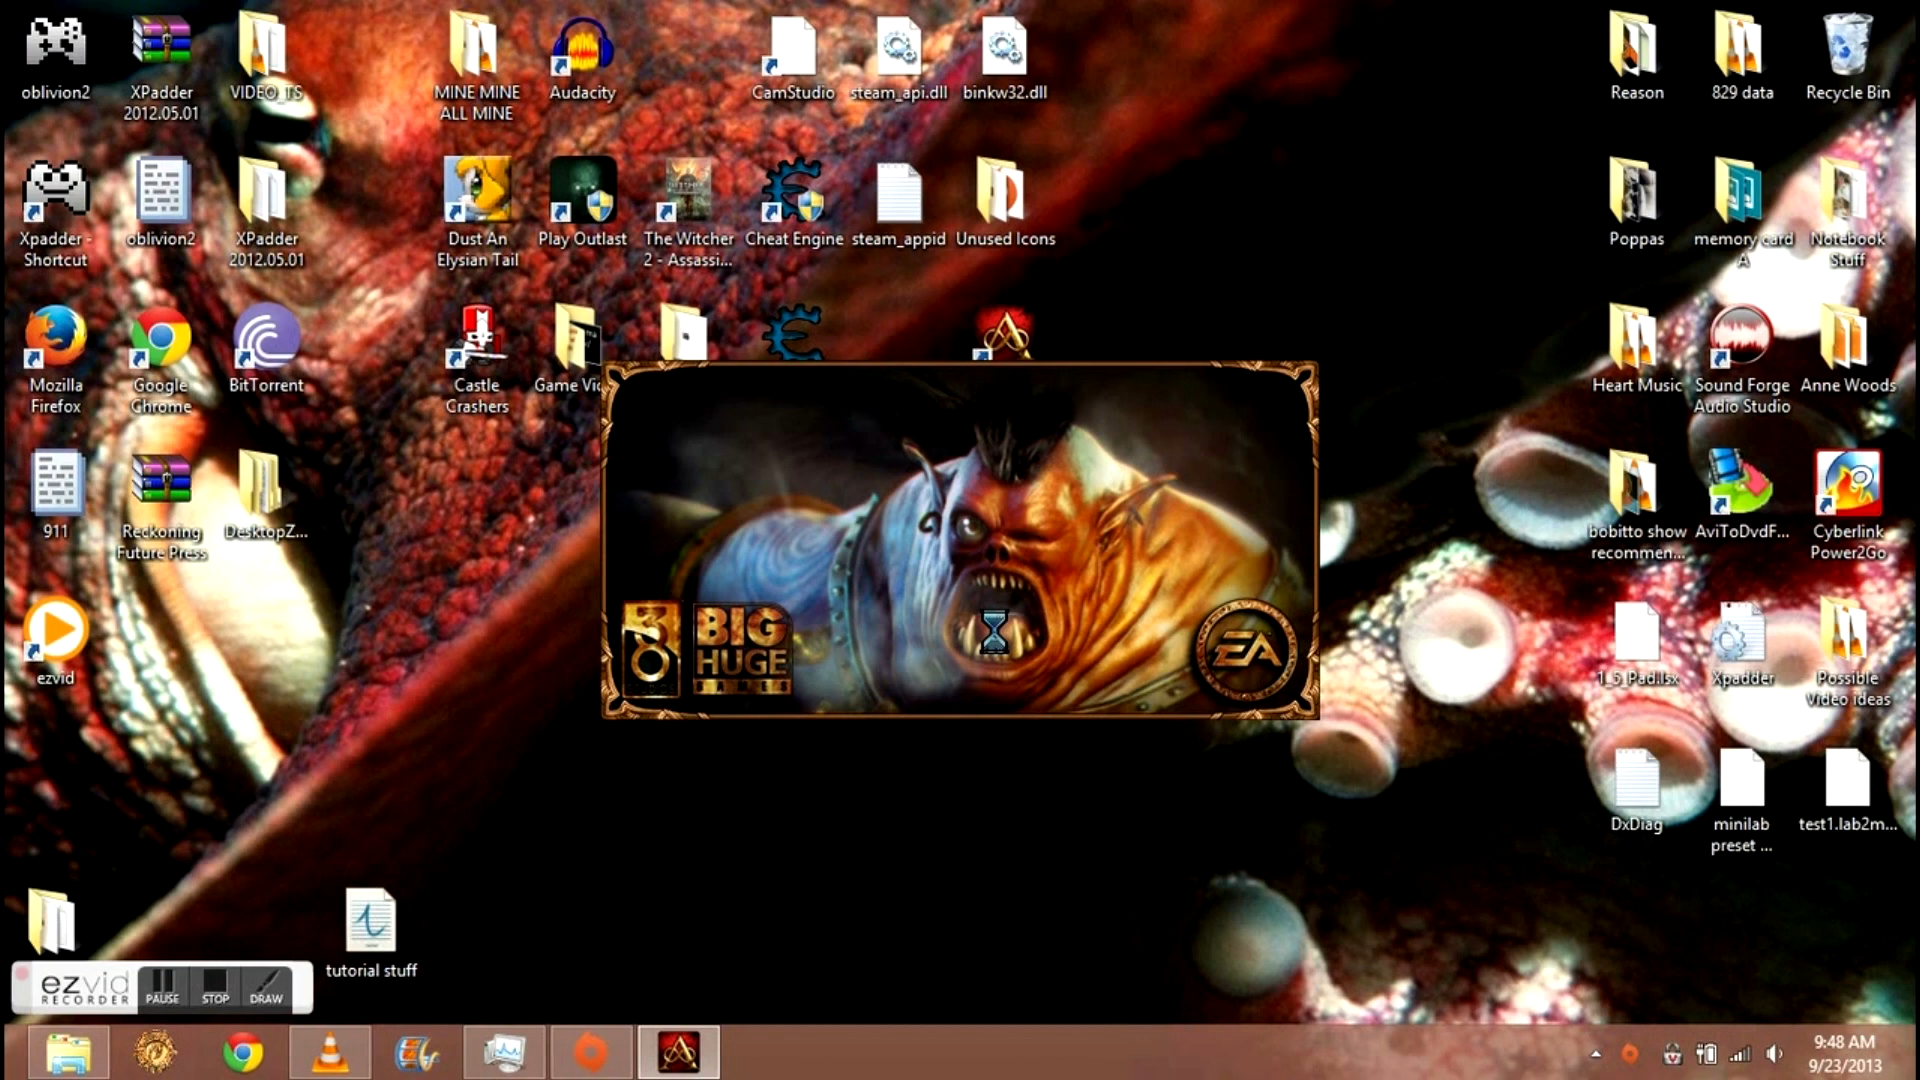 oblivion2
XPadder
2012.05.01
VIDEO_TS
MINE MINE
ALL MINE
Audacity
CamStudio
steam_api.dll
binkw32.dll
Reason
829 data
Recycle Bin
Xpadder -
Shortcut
oblivion2
XPadder
2012.05.01
Dust An
Elysian Tail
Play Outlast
The Witcher
2 - Assassi...
Cheat Engine
steam_appid
Unused Icons
Poppas
memory card
A
Notebook
Stuff
Mozilla
Firefox
Google
Chrome
BitTorrent
Castle
Crashers
Game Vic
Heart Music
Sound Forge
Audio Studio
Anne Woods
911
Reckoning
Future Press
DesktopZ...
bobitto show
recommen...
AviToDvdF...
Cyberlink
Power2Go
38
BIG
HUGE
GAMES
EA
ezvid
1_5_Pad.lsx
Xpadder
Possible
Video ideas
DxDiag
minilab
preset ...
test1.lab2m...
tutorial stuff
ezvid
RECORDER
PAUSE
STOP
DRAW
9:48 AM
9/23/2013